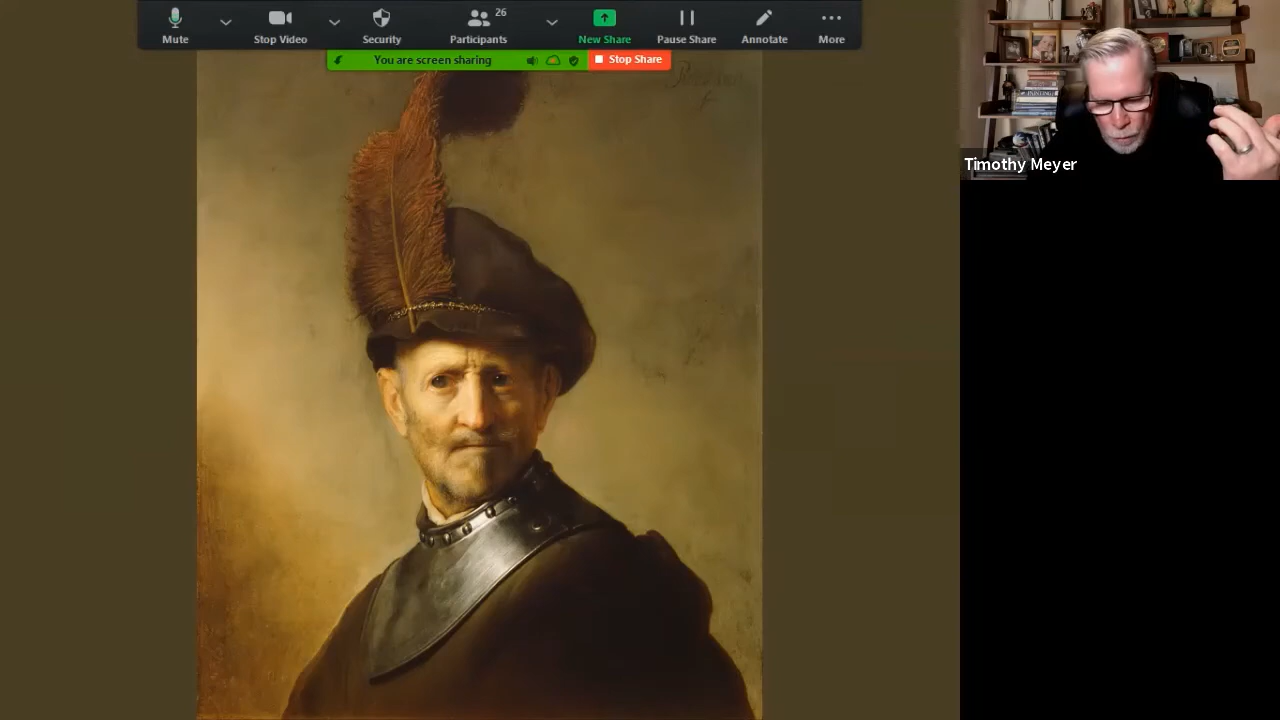 26
Mute
Stop Video
Security
Participants
New Share
Pause Share
Annotate
More
You are screen sharing
Stop Share
Timothy Meyer
PAINTING